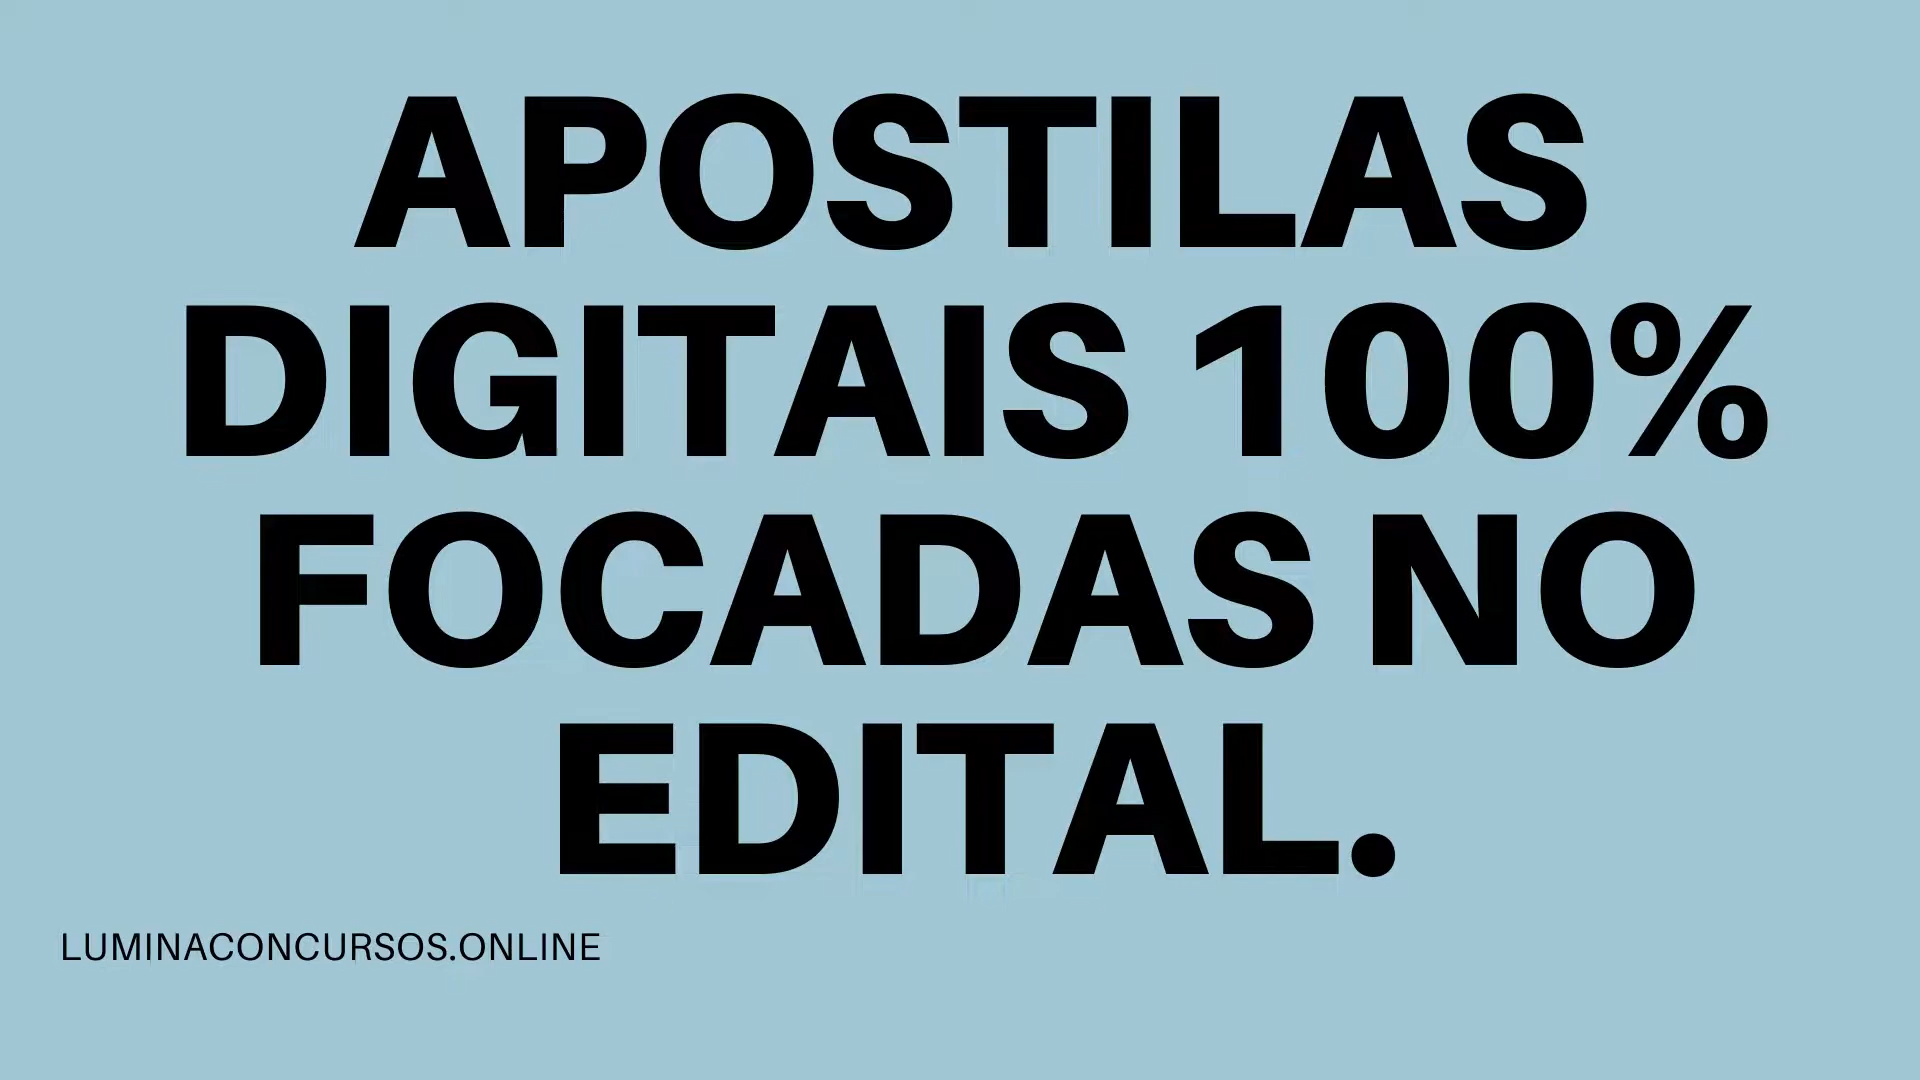 APOSTILAS
DIGITAIS 100%
FOCADAS NO
EDITAL.
LUMINACONCURSOS.ONLINE